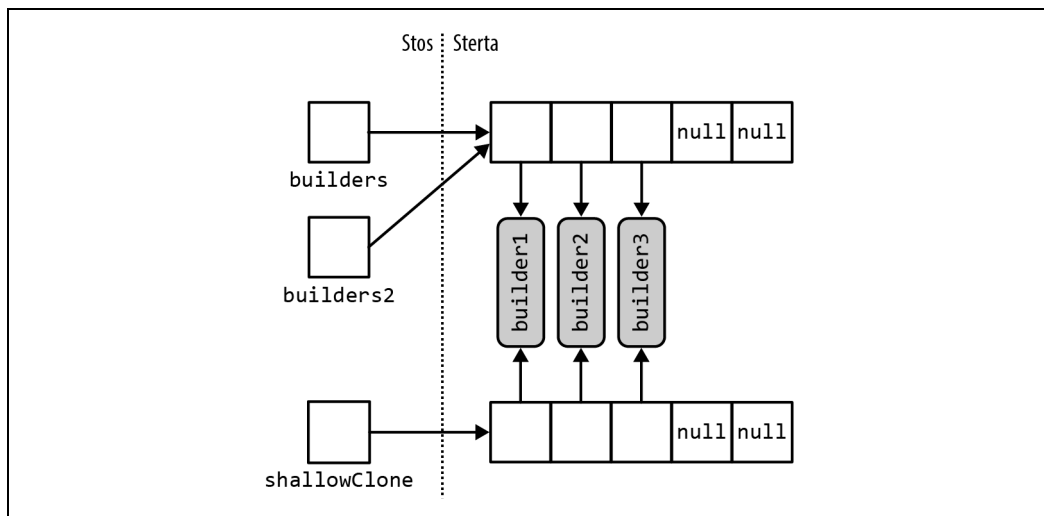 Stos Sterta
null null
builders
builder1 builder2 builder3
builders2
null null
shallowClone